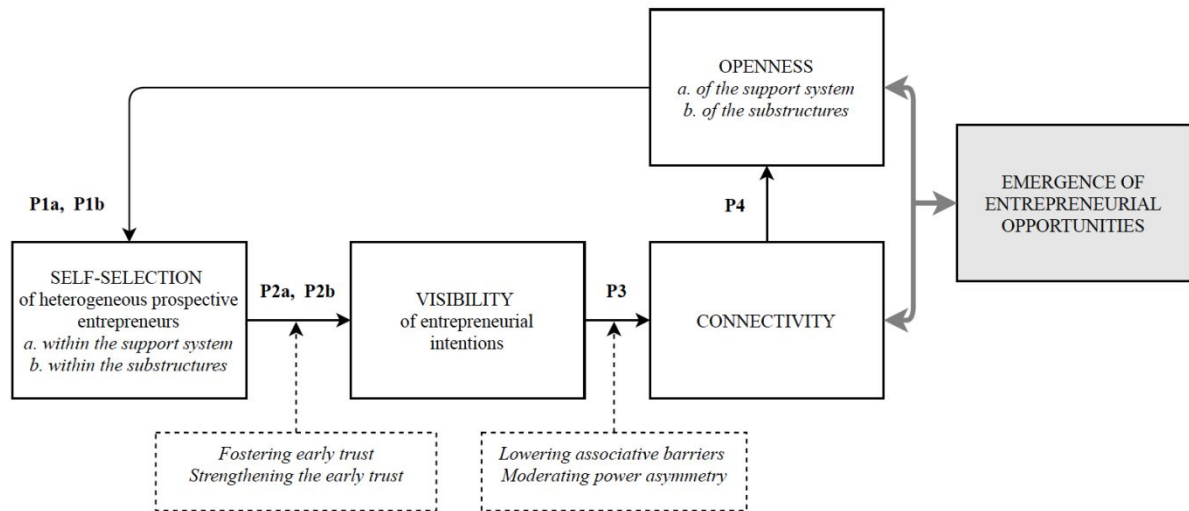 OPENNESS
a. of the support system
b. of the substructures
EMERGENCE OF
ENTREPRENEURIAL
OPPORTUNITIES
P1a, P1b
P4
SELF-SELECTION
of heterogeneous prospective
entrepreneurs
a. within the support system
b. within the substructures
P2a, P2b
VISIBILITY
of entrepreneurial
intentions
P3
CONNECTIVITY
Fostering early trust
Strengthening the early trust
Lowering associative barriers
Moderating power asymmetry